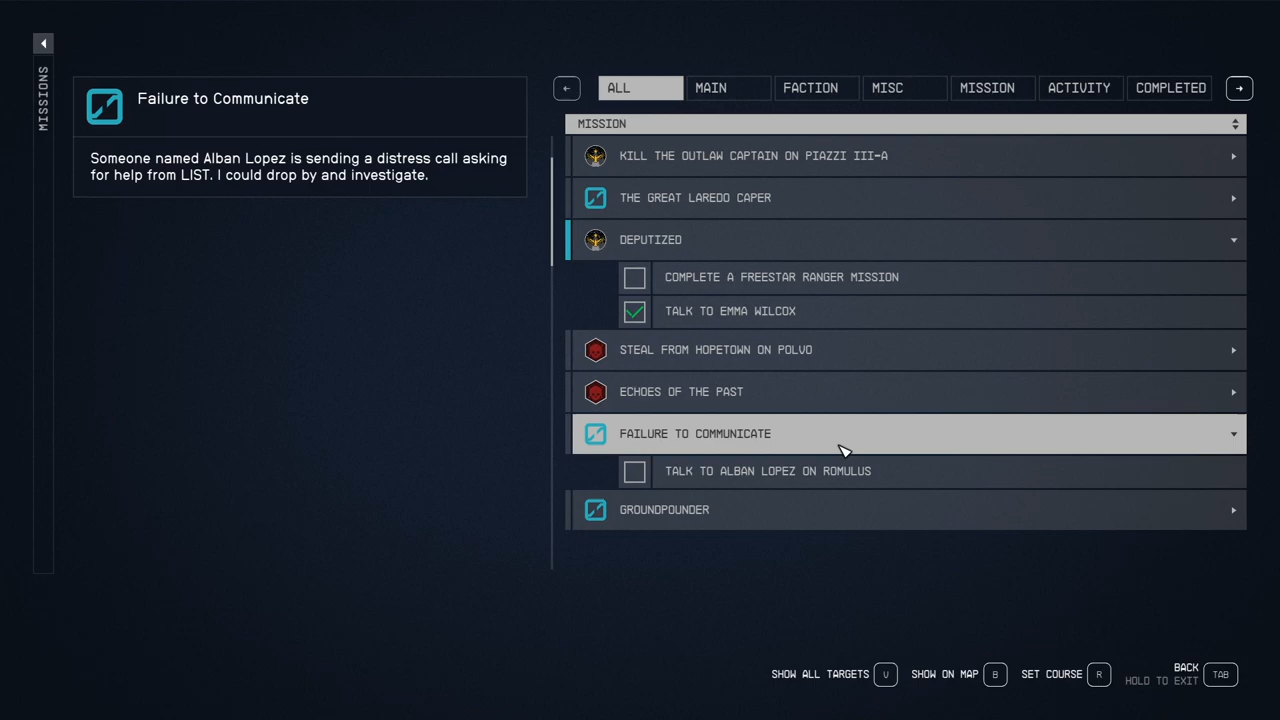 MISSIONS
Failure to Communicate
Someone named Alban Lopez is sending a distress call asking
for help from LIST. I could drop by and investigate.
ALL MAIN FACTION MISC MISSION ACTIVITY COMPLETED
MISSION
KILL THE OUTLAW CAPTAIN ON PIAZZI III-A
THE GREAT LAREDO CAPER
DEPUTIZED
COMPLETE A FREESTAR RANGER MISSION
TALK TO EMMA WILCOX
STEAL FROM HOPETOWN ON POLVO
ECHOES OF THE PAST
FAILURE TO COMMUNICATE
TALK TO ALBAN LOPEZ ON ROMULUS
GROUNDPOUNDER
SHOW ALL TARGETS V SHOW ON MAP B SET COURSE R BACK TAB
HOLD TO EXIT